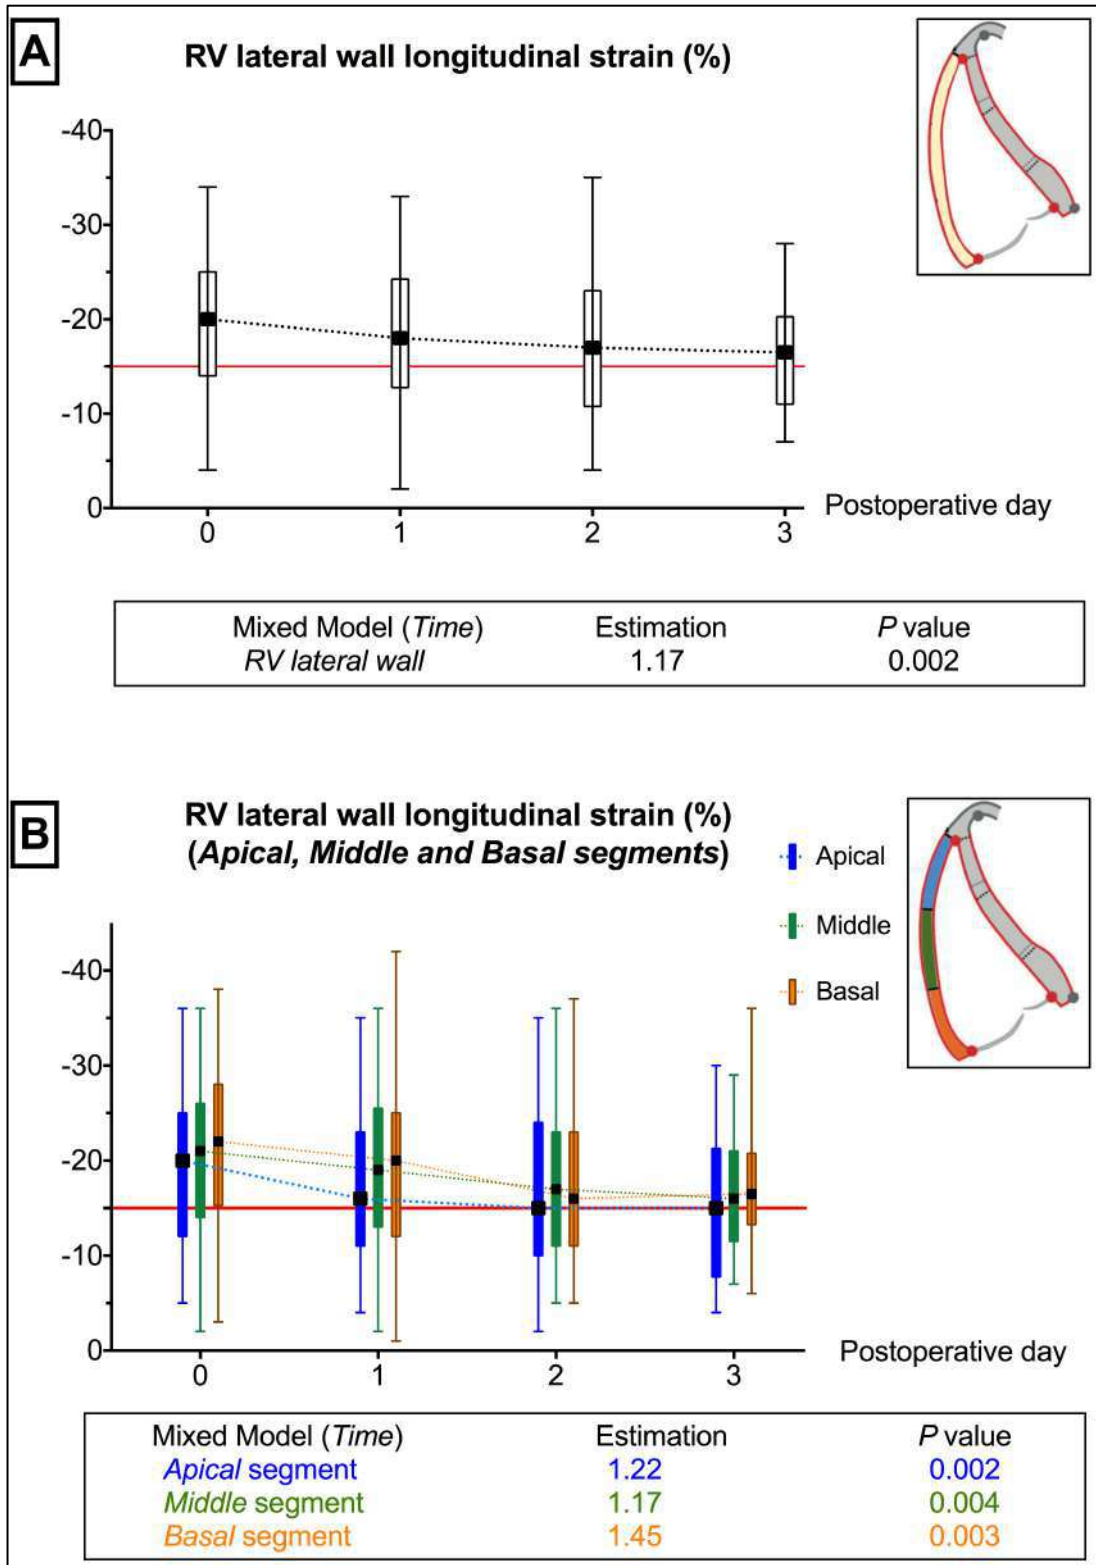 A
RV lateral wall longitudinal strain (%)
-40
-30
-20
-10
0
0 1 2 3
Postoperative day
Mixed Model (Time) Estimation P value
RV lateral wall 1.17 0.002
B
RV lateral wall longitudinal strain (%)
(Apical, Middle and Basal segments)
Apical
Middle
Basal
-40
-30
-20
-10
0
0 1 2 3
Postoperative day
Mixed Model (Time) Estimation P value
Apical segment 1.22 0.002
Middle segment 1.17 0.004
Basal segment 1.45 0.003